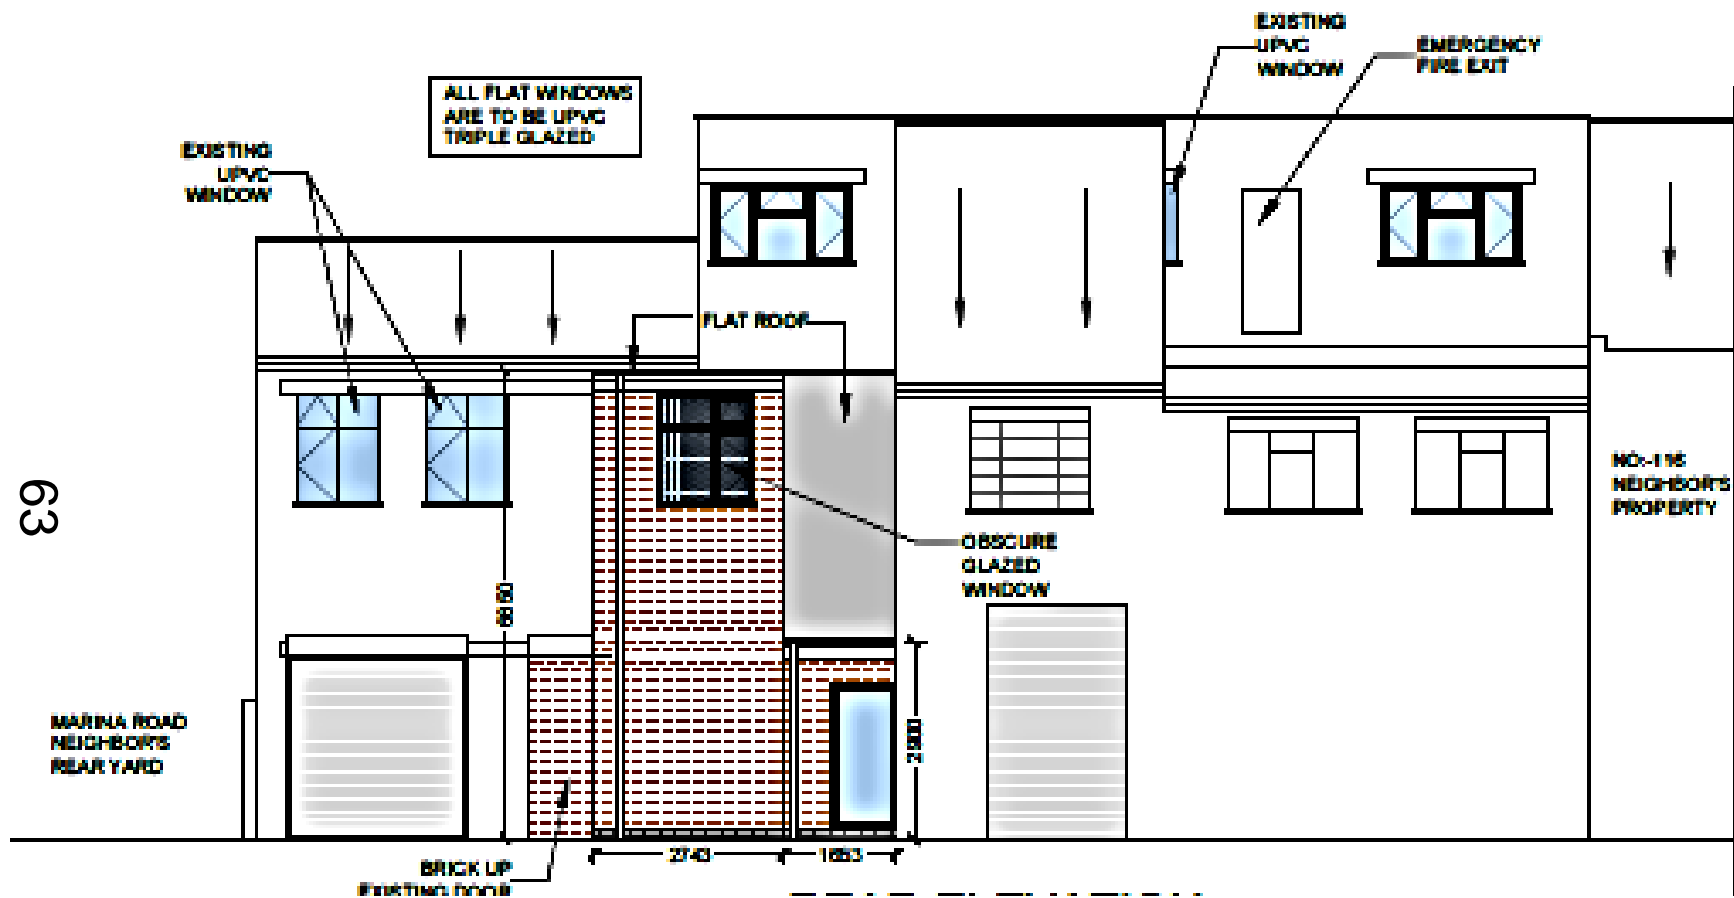 EXISTING
UPVC
WINDOW
EMERGENCY
FIRE EXIT
ALL FLAT WINDOWS
ARE TO BE UPVC
TRIPLE GLAZED
EXISTING
UPVC
WINDOW
FLAT ROOF
63
NO:-116
NEIGHBOR'S
PROPERTY
OBSCURE
GLAZED
WINDOW
MARINA ROAD
NEIGHBOR'S
REAR YARD
2900
2743
1653
BRICK UP
EXISTING DOOR